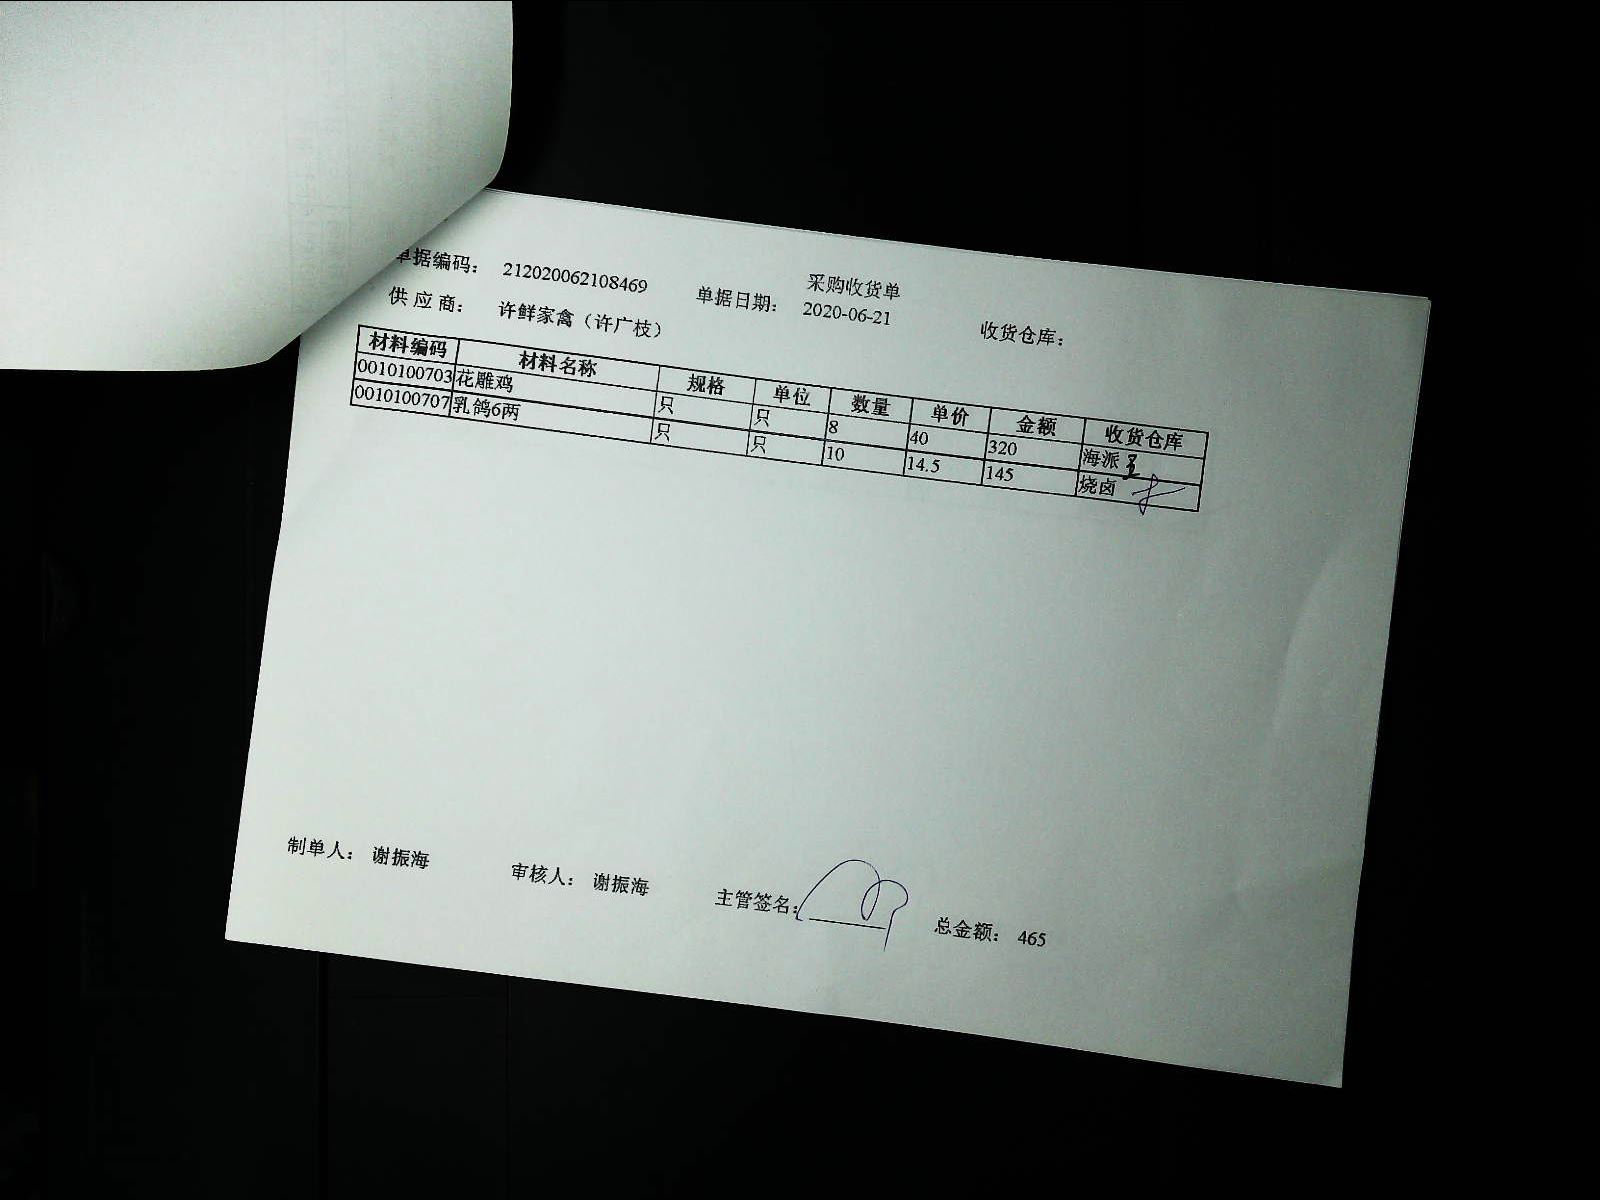 采购收货单
单据编码： 212020062108469 单据日期： 2020-06-21 收货仓库：
供应商： 许鲜家禽（许广枝）
材料编码 材料名称 规格 单位 数量 单价 金额 收货仓库
0010100703 花雕鸡 只 只 8 40 320 海派
0010100707 乳鸽6两 只 只 10 14.5 145 烧卤
制单人： 谢振海 审核人： 谢振海 主管签名： 总金额： 465